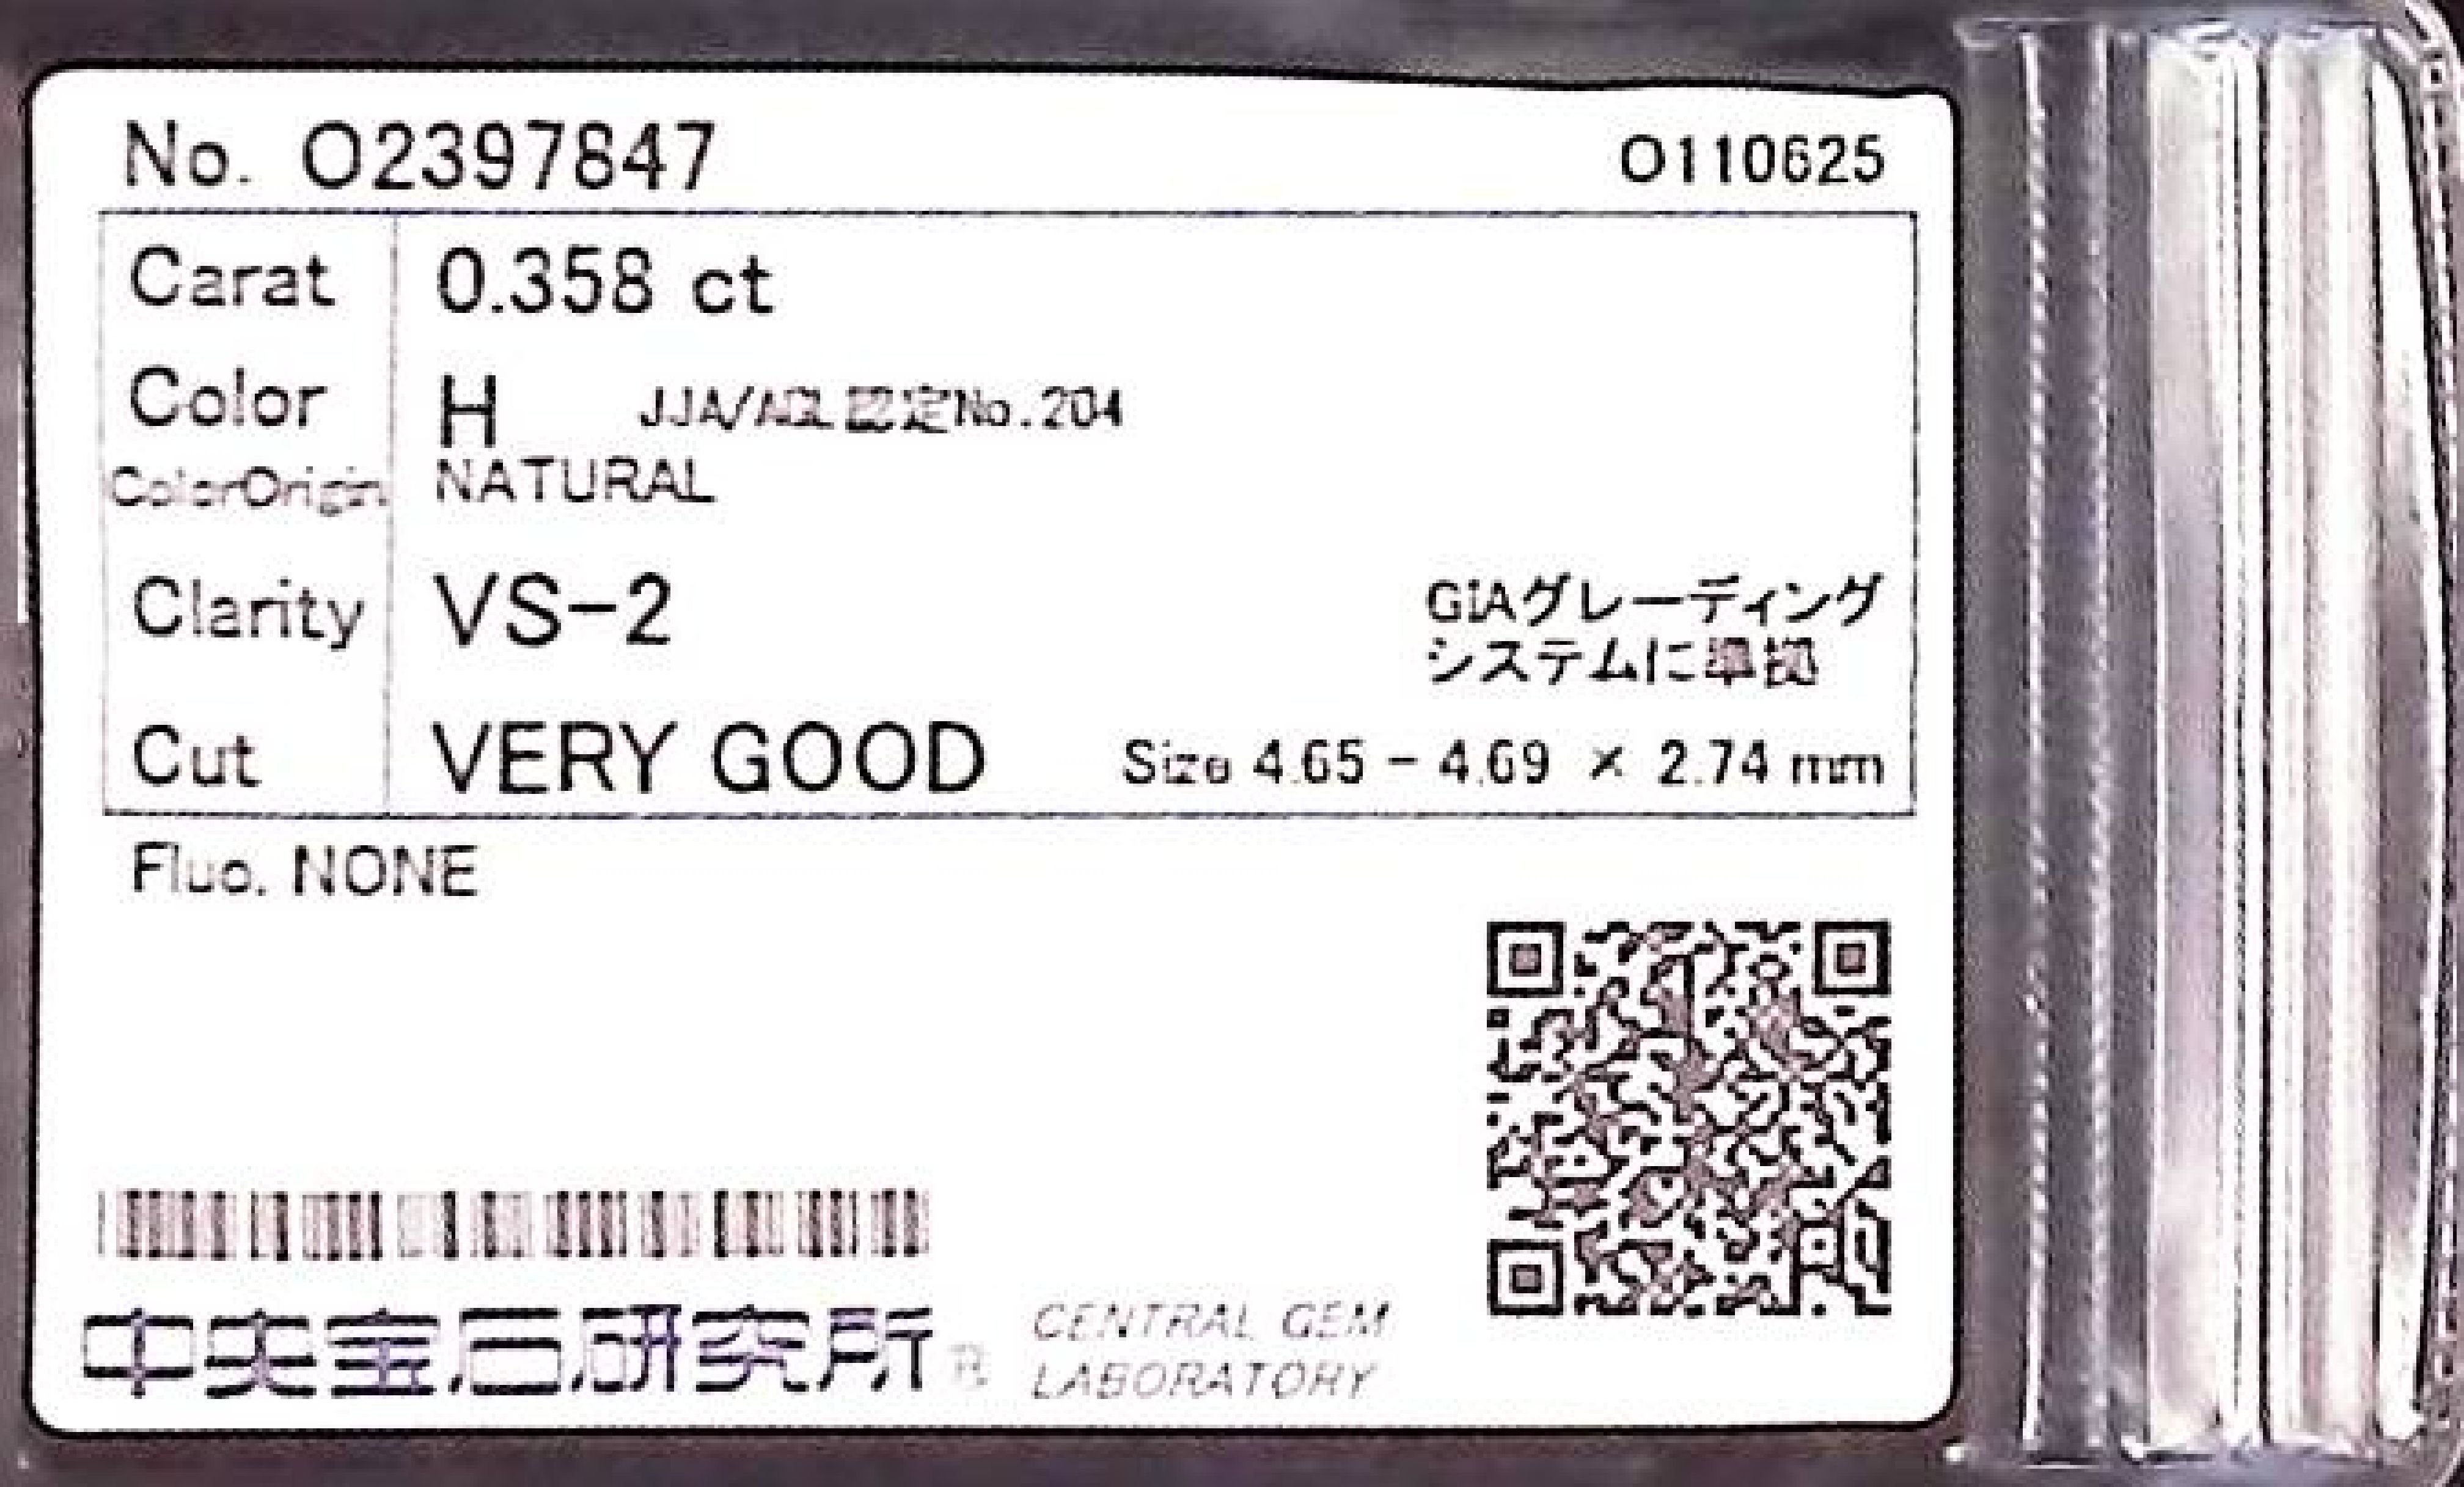 No. O2397847 O110625
Carat 0.358 ct
Color H JJA/AGL認定No.204
ColorOrigin NATURAL
Clarity VS-2
GIAグレーディング
システムに準拠
Cut VERY GOOD Size 4.65 - 4.69 × 2.74 mm
Fluo. NONE
中央宝石研究所® CENTRAL GEM
LABORATORY